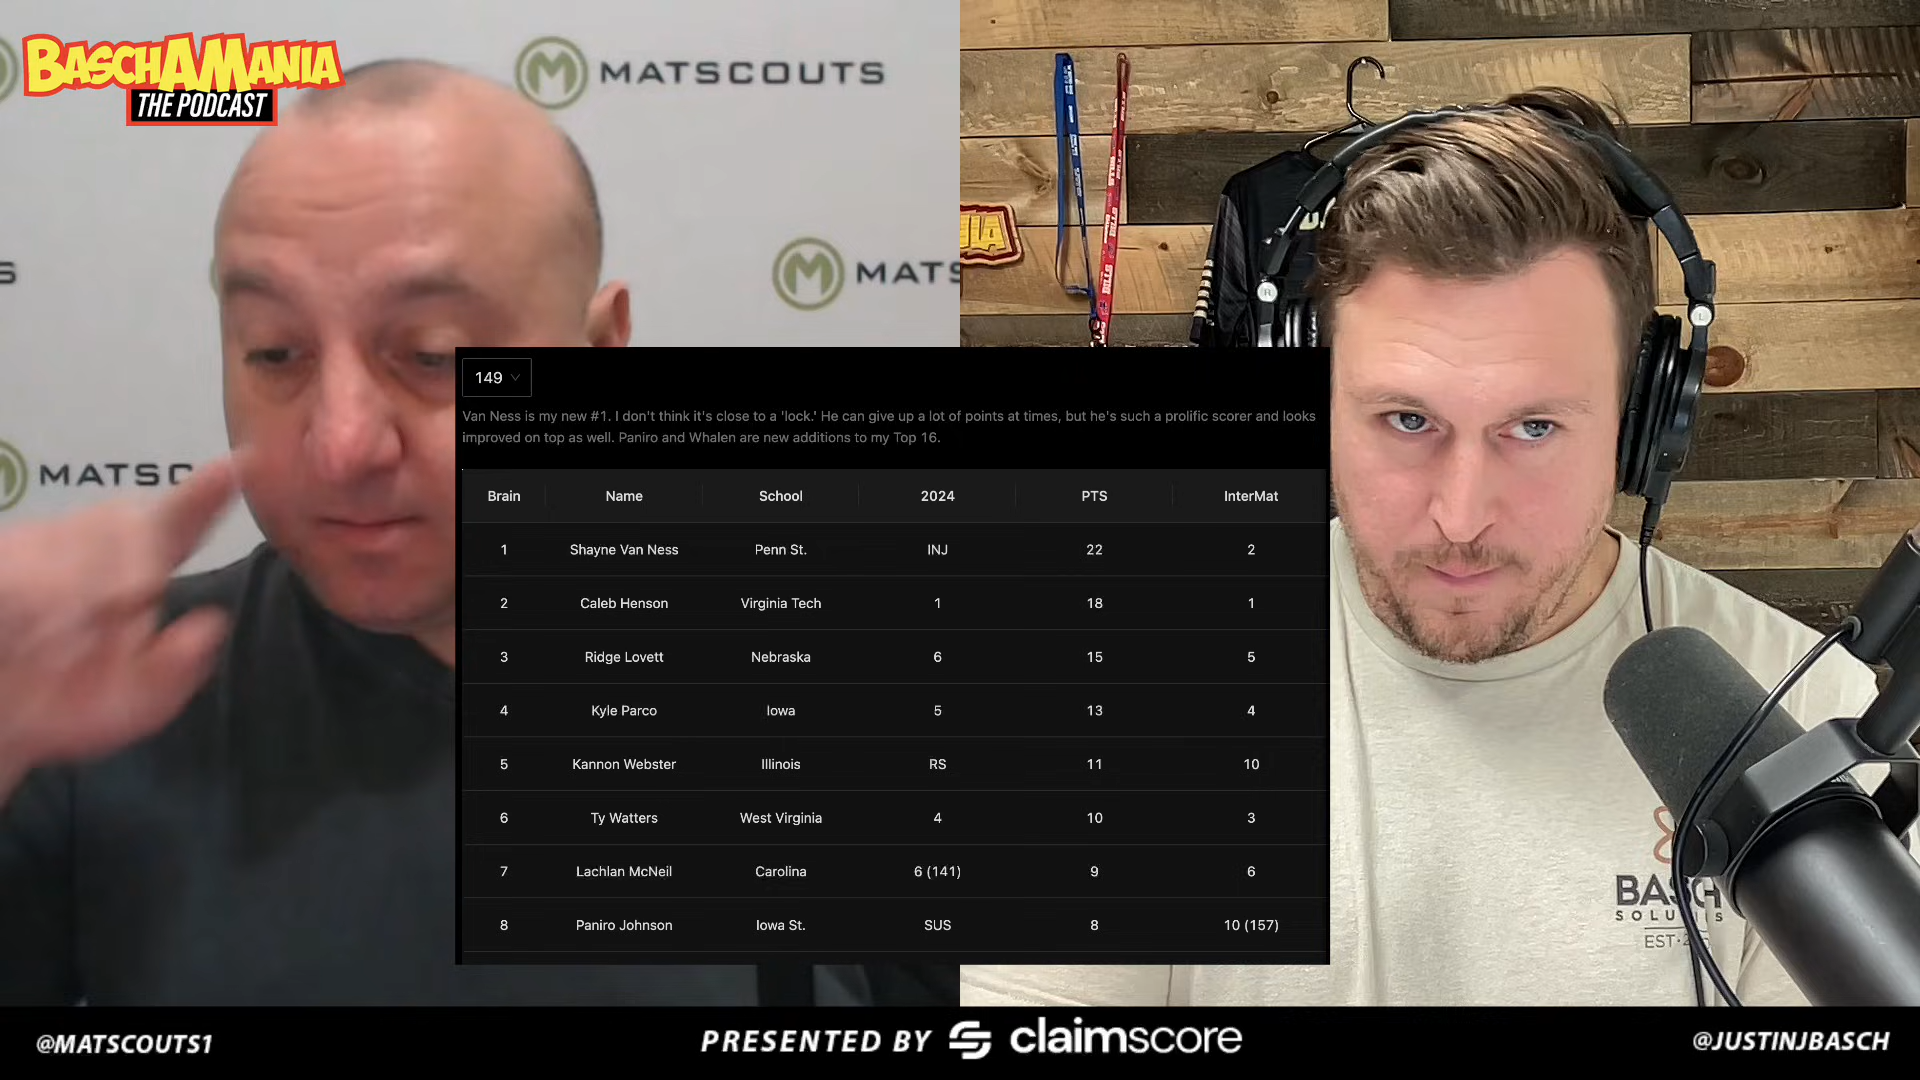 BASCHAMANIA
THE PODCAST
MATSCOUTS
MATS
S
MATSC
BILLS
149
Van Ness is my new #1. I don't think it's close to a 'lock.' He can give up a lot of points at times, but he's such a prolific scorer and looks
improved on top as well. Paniro and Whalen are new additions to my Top 16.
Brain Name School 2024 PTS InterMat
1 Shayne Van Ness Penn St. INJ 22 2
2 Caleb Henson Virginia Tech 1 18 1
3 Ridge Lovett Nebraska 6 15 5
4 Kyle Parco Iowa 5 13 4
5 Kannon Webster Illinois RS 11 10
6 Ty Watters West Virginia 4 10 3
7 Lachlan McNeil Carolina 6 (141) 9 6
8 Paniro Johnson Iowa St. SUS 8 10 (157)
R
L
BASCH
EST
@MATSCOUTS1
PRESENTED BY claimscore
@JUSTINJBASCH